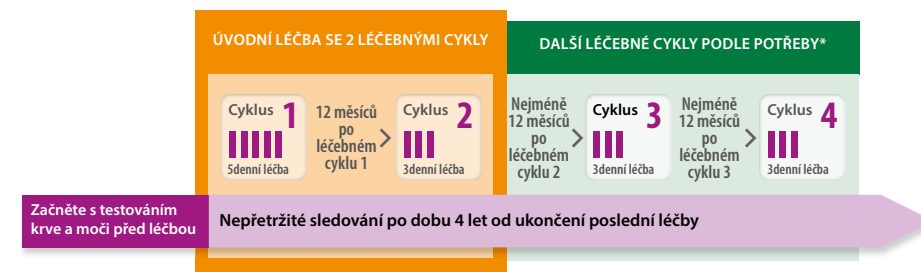 ÚVODNÍ LÉČBA SE 2 LÉČEBNÝMI CYKLY
DALŠÍ LÉČEBNÉ CYKLY PODLE POTŘEBY*
Cyklus 1
5denní léčba
12 měsíců
po
léčebném
cyklu 1
Cyklus 2
3denní léčba
Nejméně
12 měsíců
po
léčebném
cyklu 2
Cyklus 3
3denní léčba
Nejméně
12 měsíců
po
léčebném
cyklu 3
Cyklus 4
3denní léčba
Začněte s testováním
krve a moči před léčbou
Nepřetržité sledování po dobu 4 let od ukončení poslední léčby